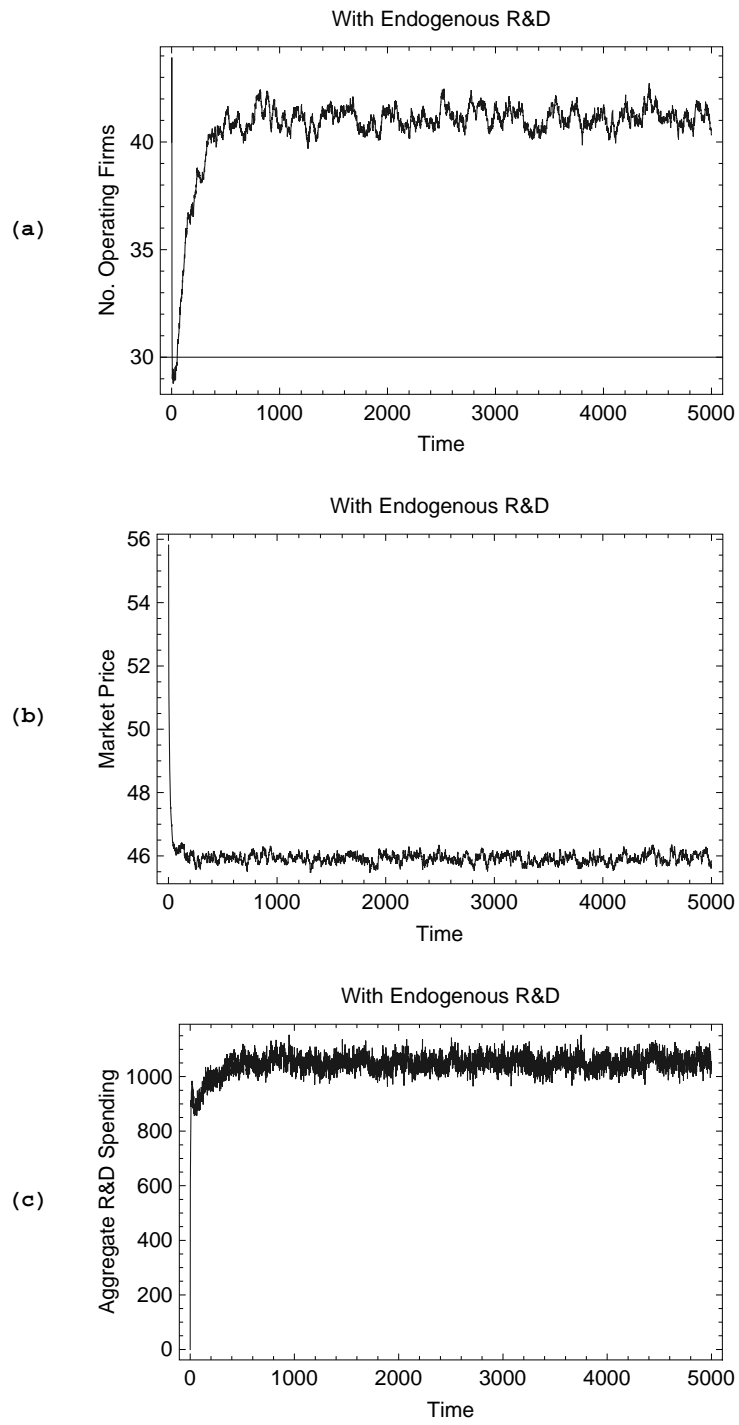 With Endogenous R&D
(a)
No. Operating Firms
40
35
30
0 1000 2000 3000 4000 5000
Time
With Endogenous R&D
(b)
Market Price
56
54
52
50
48
46
0 1000 2000 3000 4000 5000
Time
With Endogenous R&D
(c)
Aggregate R&D Spending
1000
800
600
400
200
0
0 1000 2000 3000 4000 5000
Time